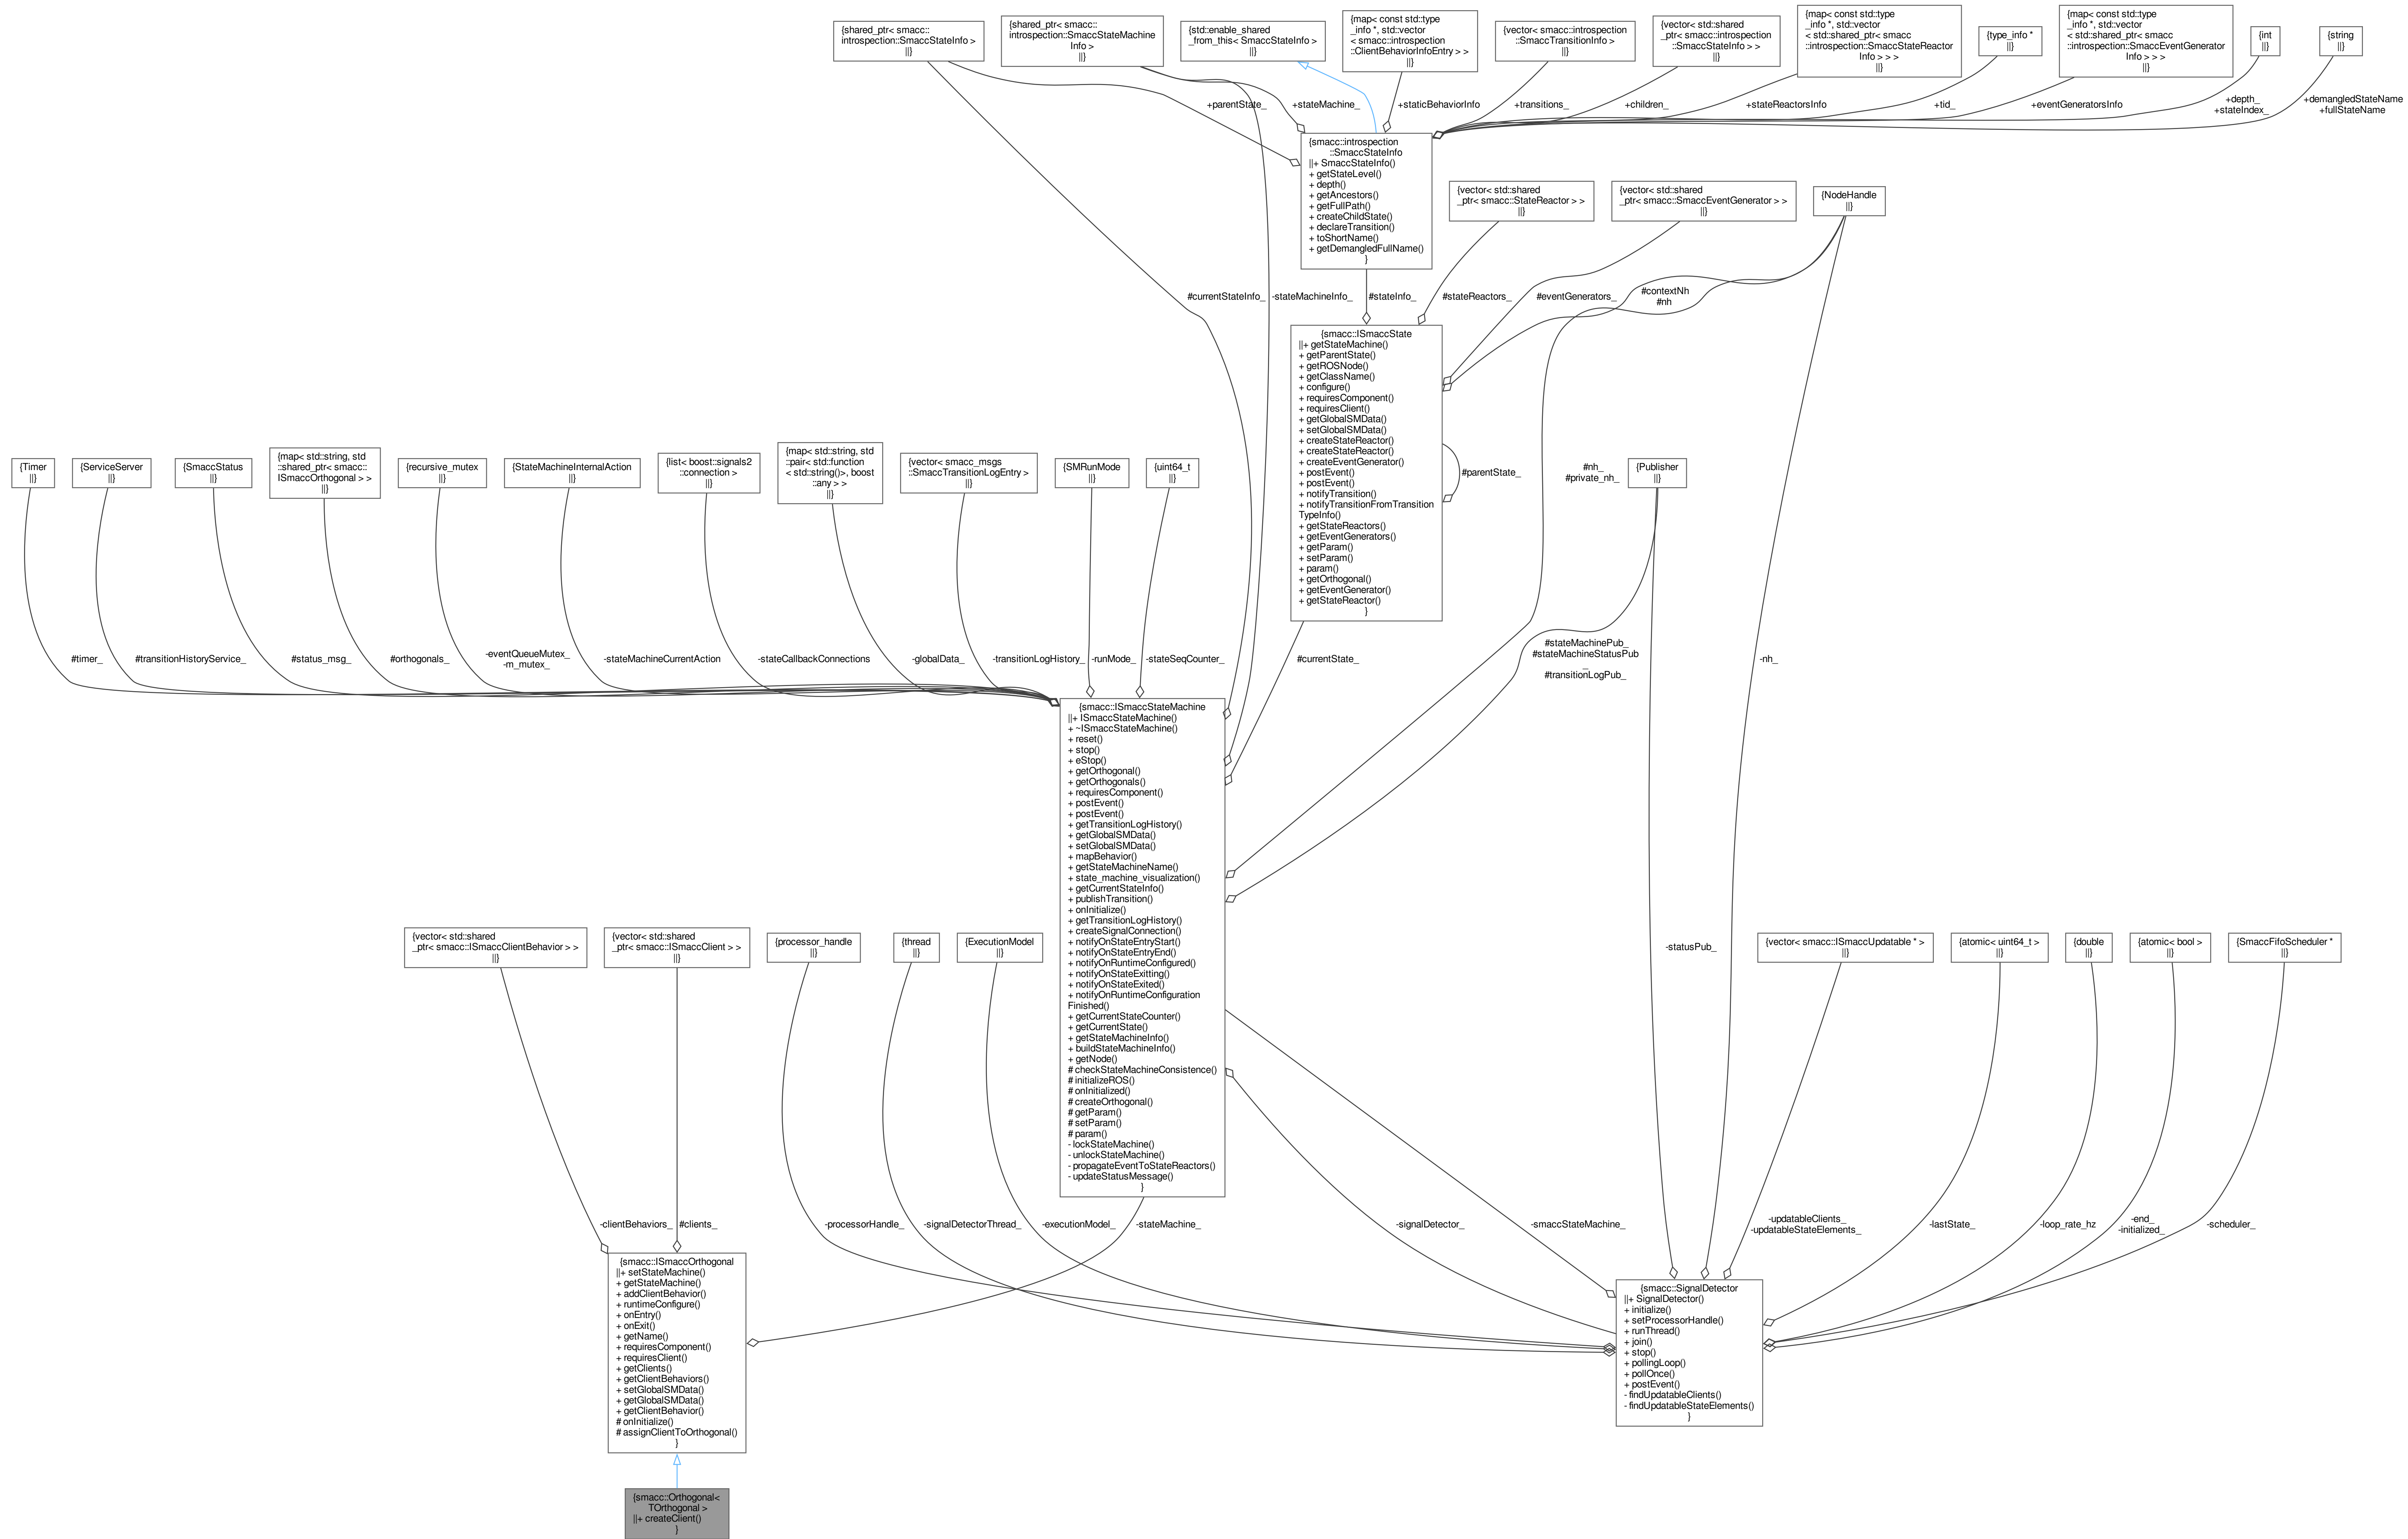 {shared_ptr< smacc::
introspection::SmaccStateInfo >
||}
{shared_ptr< smacc::
introspection::SmaccStateMachine
Info >
||}
{std::enable_shared
_from_this< SmaccStateInfo >
||}
{map< const std::type
_info *, std::vector
< smacc::introspection
::ClientBehaviorInfoEntry > >
||}
{vector< smacc::introspection
::SmaccTransitionInfo >
||}
{vector< std::shared
_ptr< smacc::introspection
::SmaccStateInfo > >
||}
{map< const std::type
_info *, std::vector
< std::shared_ptr< smacc
::introspection::SmaccStateReactor
Info > > >
||}
{type_info *
||}
{map< const std::type
_info *, std::vector
< std::shared_ptr< smacc
::introspection::SmaccEventGenerator
Info > > >
||}
{int
||}
{string
||}
+parentState_
+stateMachine_
+staticBehaviorInfo
+transitions_
+children_
+stateReactorsInfo
+tid_
+eventGeneratorsInfo
+depth_
+stateIndex_
+demangledStateName
+fullStateName
{smacc::introspection
::SmaccStateInfo
||+ SmaccStateInfo()
+ getStateLevel()
+ depth()
+ getAncestors()
+ getFullPath()
+ createChildState()
+ declareTransition()
+ toShortName()
+ getDemangledFullName()
}
{vector< std::shared
_ptr< smacc::StateReactor > >
||}
{vector< std::shared
_ptr< smacc::SmaccEventGenerator > >
||}
{NodeHandle
||}
#currentStateInfo_
-stateMachineInfo_
#stateInfo_
#stateReactors_
#eventGenerators_
#contextNh
#nh
{smacc::ISmaccState
||+ getStateMachine()
+ getParentState()
+ getROSNode()
+ getClassName()
+ configure()
+ requiresComponent()
+ requiresClient()
+ getGlobalSMData()
+ setGlobalSMData()
+ createStateReactor()
+ createStateReactor()
+ createEventGenerator()
+ postEvent()
+ postEvent()
+ notifyTransition()
+ notifyTransitionFromTransition
TypeInfo()
+ getStateReactors()
+ getEventGenerators()
+ getParam()
+ setParam()
+ param()
+ getOrthogonal()
+ getEventGenerator()
+ getStateReactor()
}
#parentState_
#nh_
#private_nh_
{Timer
||}
{ServiceServer
||}
{SmaccStatus
||}
{map< std::string, std
::shared_ptr< smacc::
ISmaccOrthogonal > >
||}
{recursive_mutex
||}
{StateMachineInternalAction
||}
{list< boost::signals2
::connection >
||}
{map< std::string, std
::pair< std::function
< std::string()>, boost
::any > >
||}
{vector< smacc_msgs
::SmaccTransitionLogEntry >
||}
{SMRunMode
||}
{uint64_t
||}
{Publisher
||}
#timer_
#transitionHistoryService_
#status_msg_
#orthogonals_
-eventQueueMutex_
-m_mutex_
-stateMachineCurrentAction
-stateCallbackConnections
-globalData_
-transitionLogHistory_
-runMode_
-stateSeqCounter_
#currentState_
#stateMachinePub_
#stateMachineStatusPub
_
#transitionLogPub_
-nh_
{smacc::ISmaccStateMachine
||+ ISmaccStateMachine()
+ ~ISmaccStateMachine()
+ reset()
+ stop()
+ eStop()
+ getOrthogonal()
+ getOrthogonals()
+ requiresComponent()
+ postEvent()
+ postEvent()
+ getTransitionLogHistory()
+ getGlobalSMData()
+ setGlobalSMData()
+ mapBehavior()
+ getStateMachineName()
+ state_machine_visualization()
+ getCurrentStateInfo()
+ publishTransition()
+ onInitialize()
+ getTransitionLogHistory()
+ createSignalConnection()
+ notifyOnStateEntryStart()
+ notifyOnStateEntryEnd()
+ notifyOnRuntimeConfigured()
+ notifyOnStateExitting()
+ notifyOnStateExited()
+ notifyOnRuntimeConfiguration
Finished()
+ getCurrentStateCounter()
+ getCurrentState()
+ getStateMachineInfo()
+ buildStateMachineInfo()
+ getNode()
# checkStateMachineConsistence()
# initializeROS()
# onInitialized()
# createOrthogonal()
# getParam()
# setParam()
# param()
- lockStateMachine()
- unlockStateMachine()
- propagateEventToStateReactors()
- updateStatusMessage()
}
{vector< std::shared
_ptr< smacc::ISmaccClientBehavior > >
||}
{vector< std::shared
_ptr< smacc::ISmaccClient > >
||}
{processor_handle
||}
{thread
||}
{ExecutionModel
||}
-statusPub_
{vector< smacc::ISmaccUpdatable * >
||}
{atomic< uint64_t >
||}
{double
||}
{atomic< bool >
||}
{SmaccFifoScheduler *
||}
-clientBehaviors_
#clients_
-processorHandle_
-signalDetectorThread_
-executionModel_
-stateMachine_
-signalDetector_
-smaccStateMachine_
-updatableClients_
-updatableStateElements_
-lastState_
-loop_rate_hz
-end_
-initialized_
-scheduler_
{smacc::ISmaccOrthogonal
||+ setStateMachine()
+ getStateMachine()
+ addClientBehavior()
+ runtimeConfigure()
+ onEntry()
+ onExit()
+ getName()
+ requiresComponent()
+ requiresClient()
+ getClients()
+ getClientBehaviors()
+ setGlobalSMData()
+ getGlobalSMData()
+ getClientBehavior()
# onInitialize()
# assignClientToOrthogonal()
}
{smacc::SignalDetector
||+ SignalDetector()
+ initialize()
+ setProcessorHandle()
+ runThread()
+ join()
+ stop()
+ pollingLoop()
+ pollOnce()
+ postEvent()
- findUpdatableClients()
- findUpdatableStateElements()
}
{smacc::Orthogonal<
TOrthogonal >
||+ createClient()
}